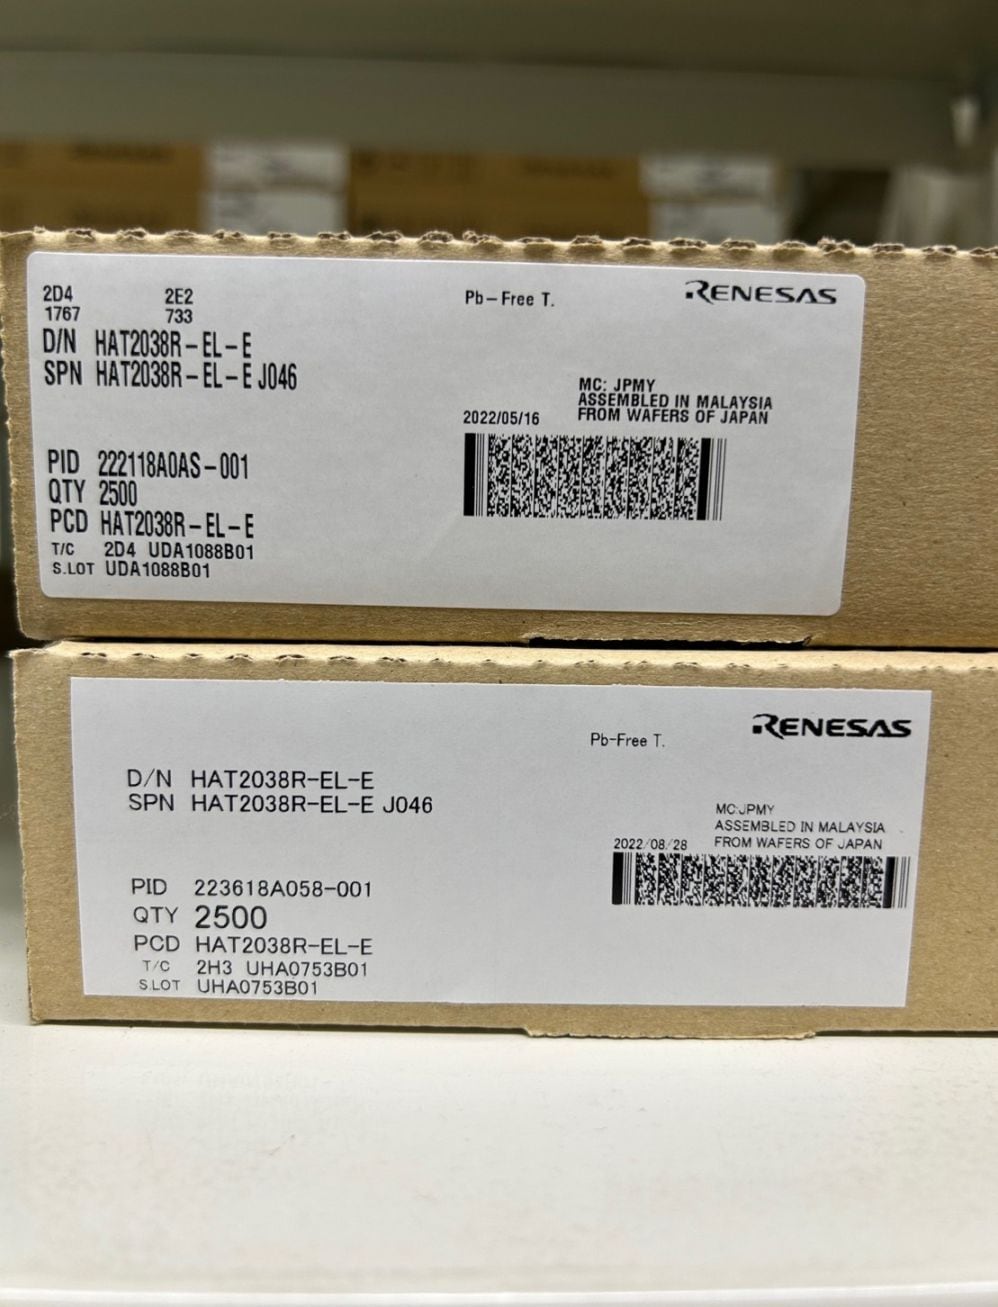 2D4 2E2
1767 733
Pb-Free T.
RENESAS
D/N HAT2038R-EL-E
SPN HAT2038R-EL-E J046
MC: JPMY
ASSEMBLED IN MALAYSIA
FROM WAFERS OF JAPAN
2022/05/16
PID 222118A0AS-001
QTY 2500
PCD HAT2038R-EL-E
T/C 2D4 UDA1088B01
S.LOT UDA1088B01
Pb-Free T.
RENESAS
D/N HAT2038R-EL-E
SPN HAT2038R-EL-E J046
MC:JPMY
ASSEMBLED IN MALAYSIA
FROM WAFERS OF JAPAN
2022/08/28
PID 223618A058-001
QTY 2500
PCD HAT2038R-EL-E
T/C 2H3 UHA0753B01
S.LOT UHA0753B01